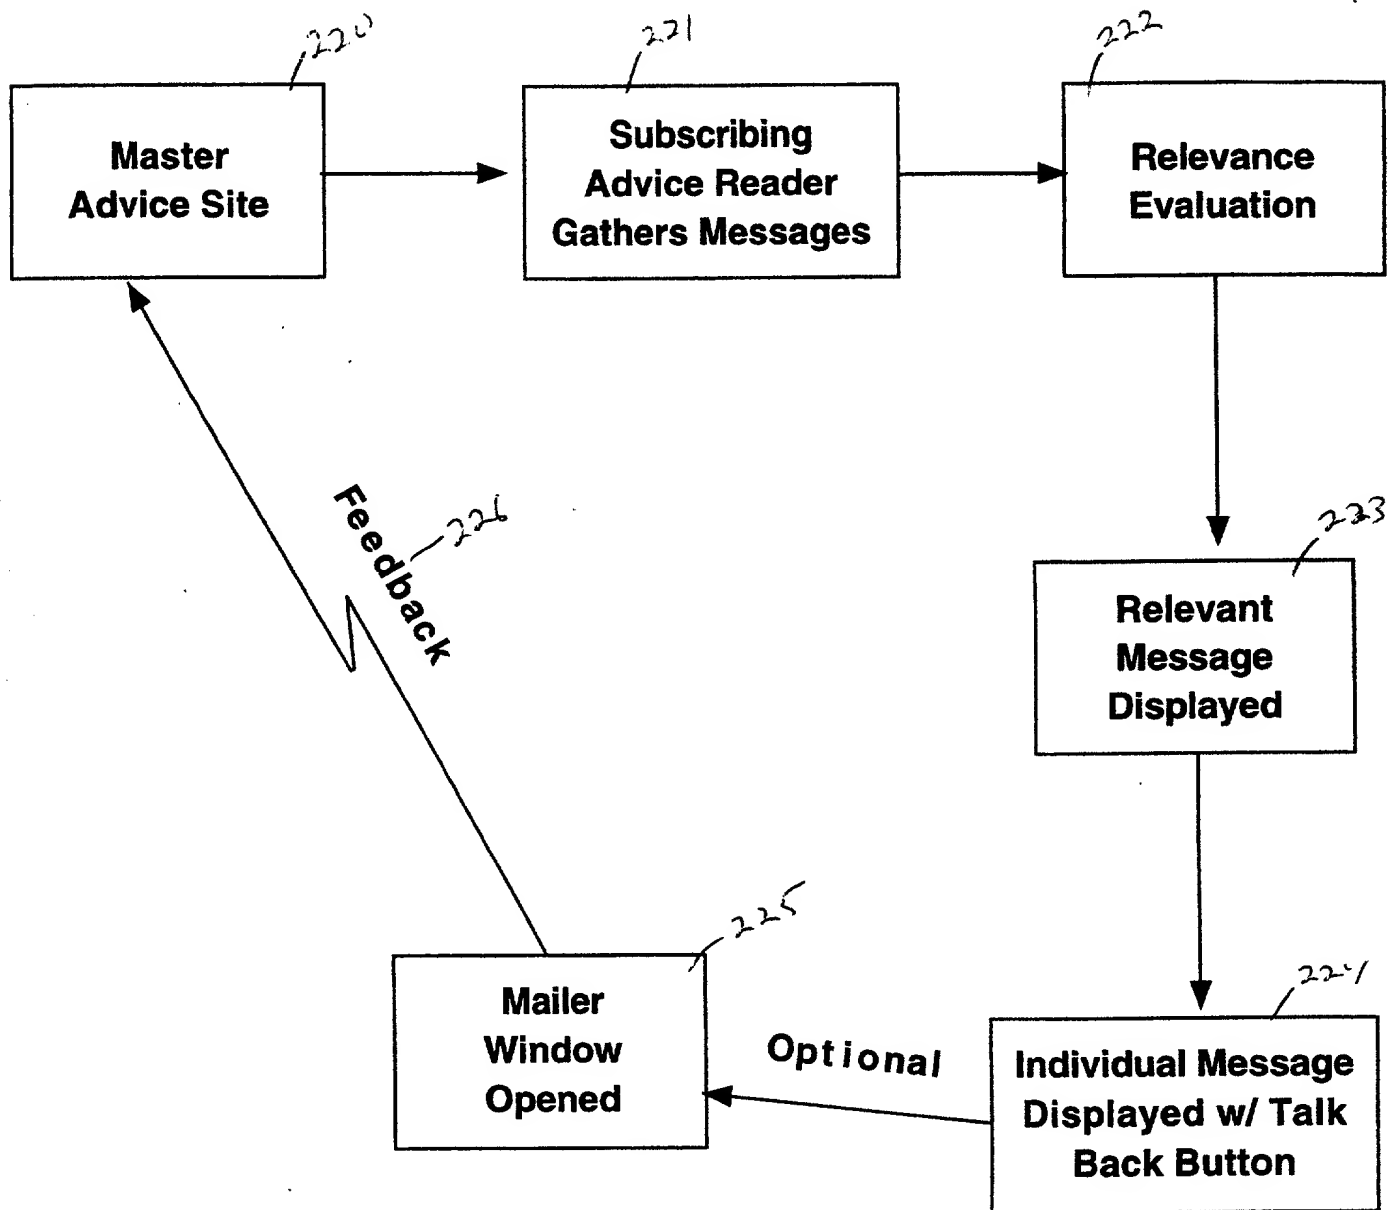 220
Master
Advice Site
221
Subscribing
Advice Reader
Gathers Messages
222
Relevance
Evaluation
223
Relevant
Message
Displayed
224
Individual Message
Displayed w/ Talk
Back Button
Optional
225
Mailer
Window
Opened
Feedback
226